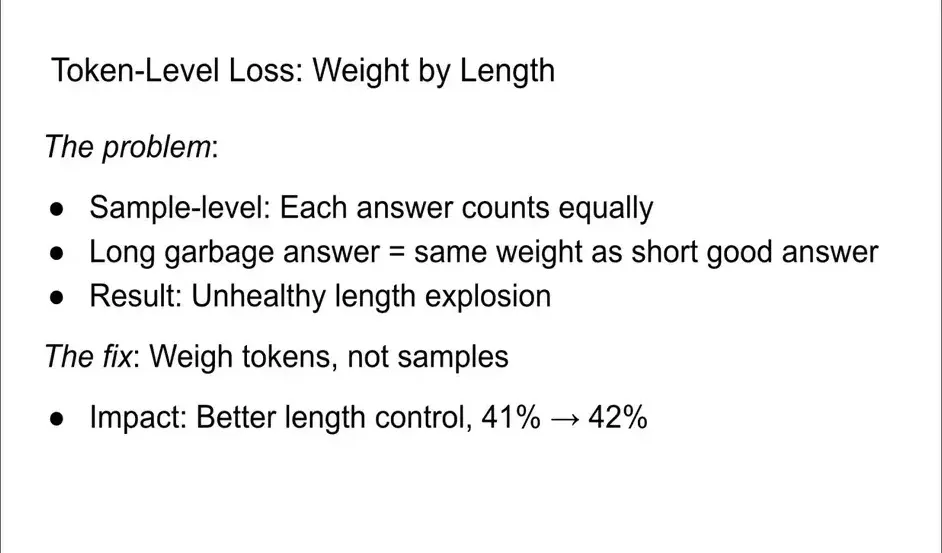 Token-Level Loss: Weight by Length
The problem:
● Sample-level: Each answer counts equally
● Long garbage answer = same weight as short good answer
● Result: Unhealthy length explosion
The fix: Weigh tokens, not samples
● Impact: Better length control, 41% → 42%